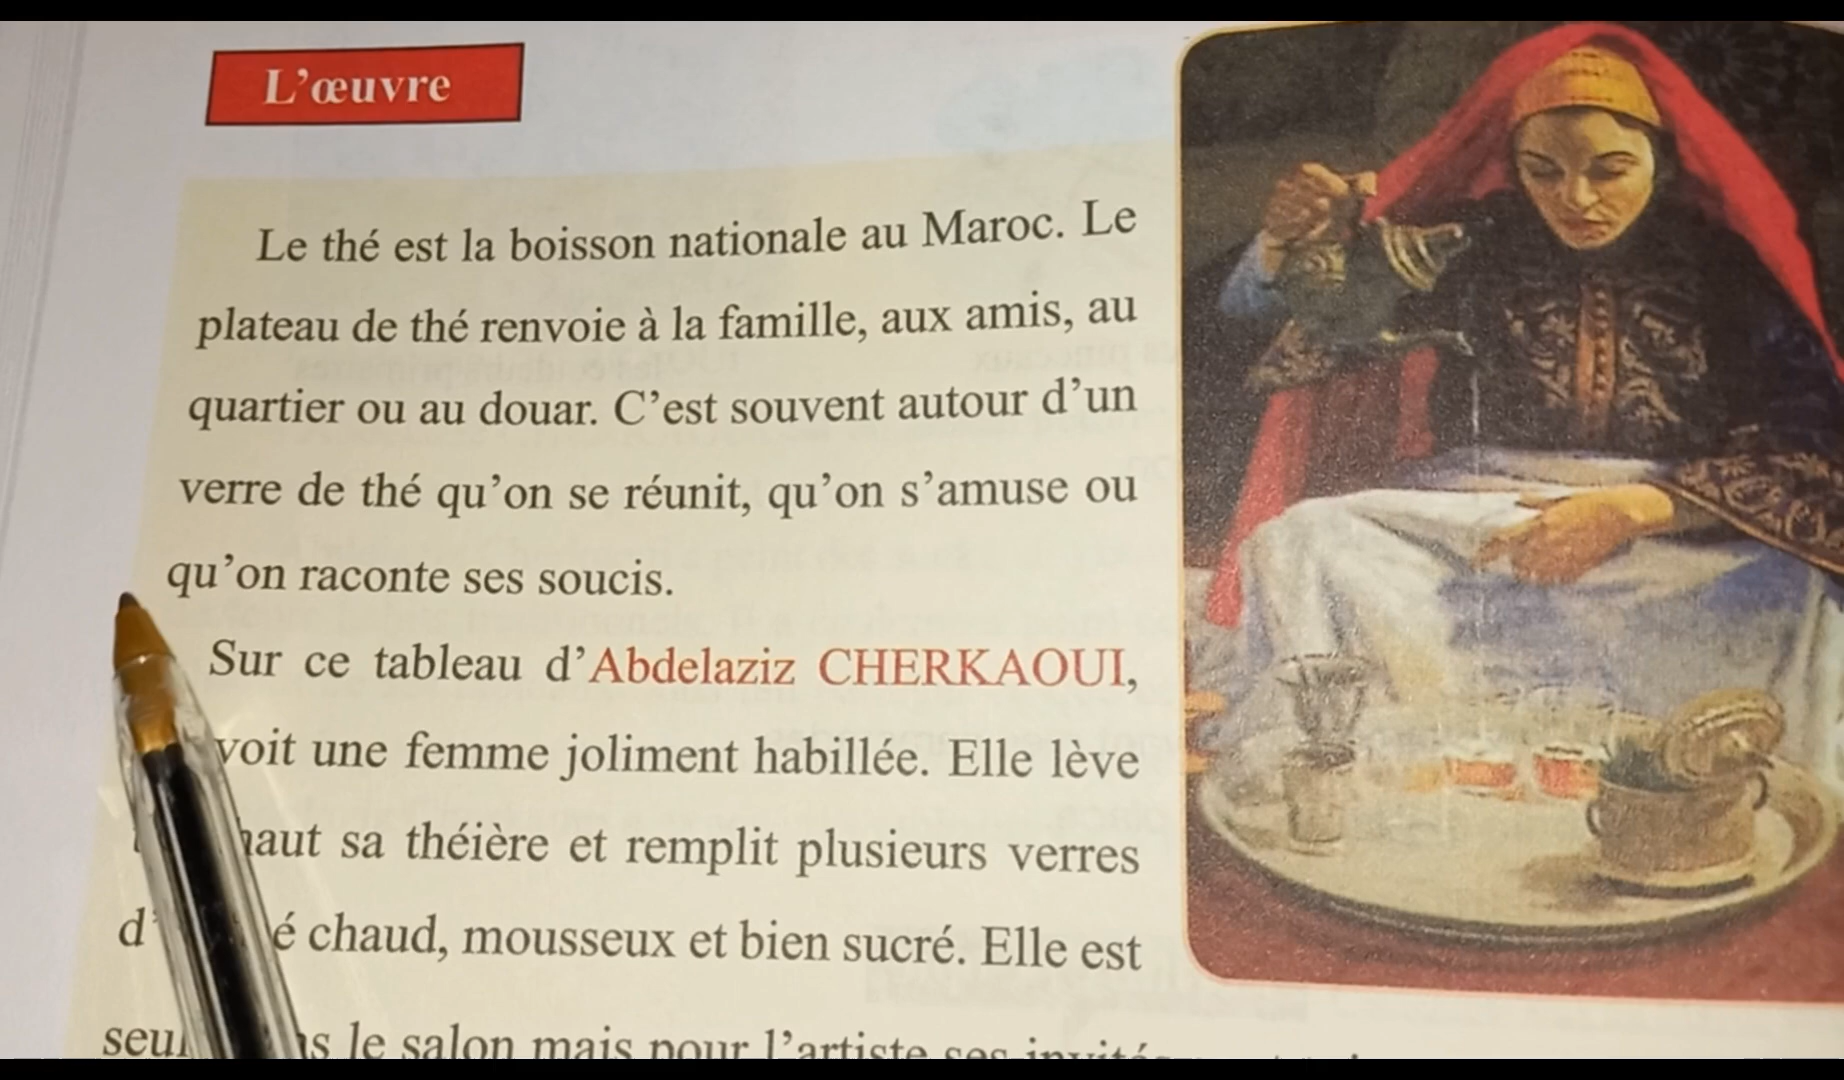 L'œuvre
Le thé est la boisson nationale au Maroc. Le
plateau de thé renvoie à la famille, aux amis, au
quartier ou au douar. C'est souvent autour d'un
verre de thé qu'on se réunit, qu'on s'amuse ou
qu'on raconte ses soucis.
Sur ce tableau d'Abdelaziz CHERKAOUI,
voit une femme joliment habillée. Elle lève
haut sa théière et remplit plusieurs verres
chaud, mousseux et bien sucré. Elle est
le salon mais pour l'artiste ses